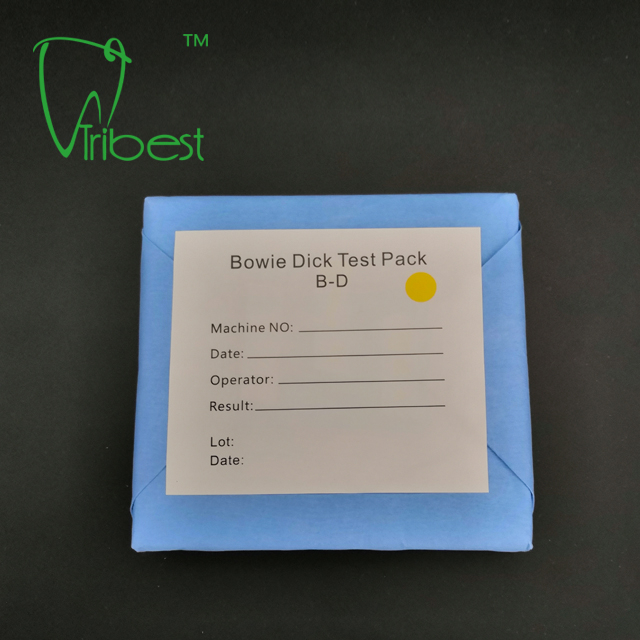 TM
Tribest
Bowie Dick Test Pack
B-D
Machine NO:
Date:
Operator:
Result:
Lot:
Date: